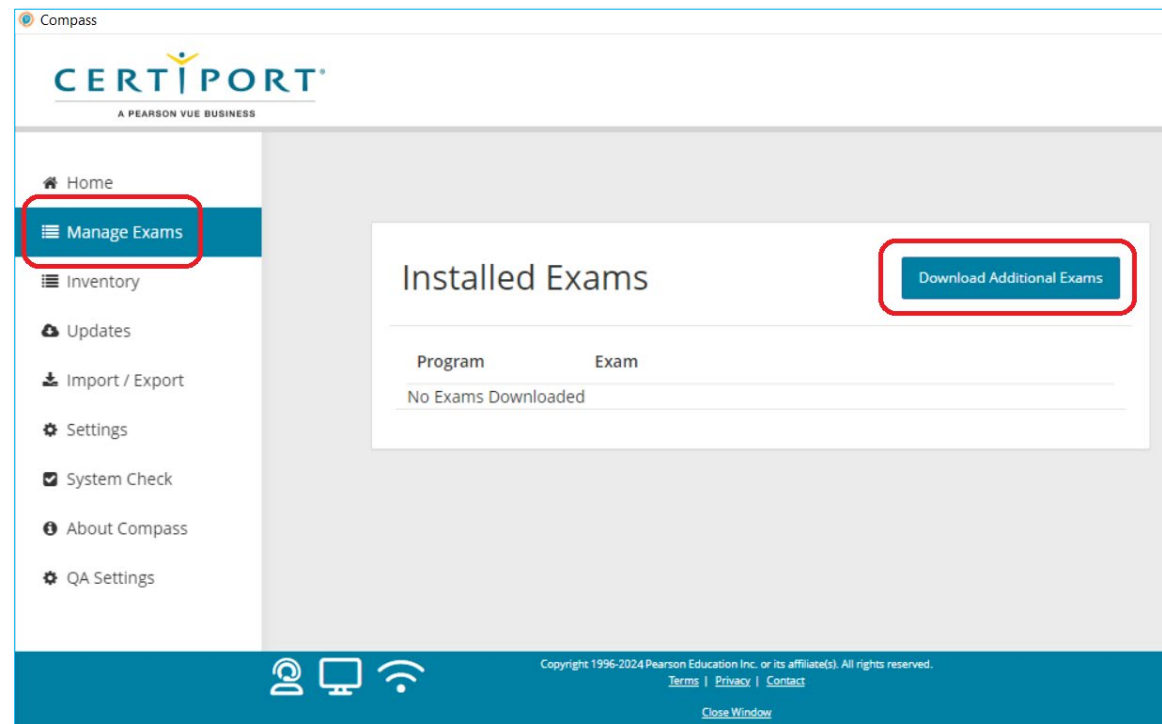 Compass
CERTIPORT
A PEARSON VUE BUSINESS
Home
Manage Exams
Inventory
Updates
Import / Export
Settings
System Check
About Compass
QA Settings
Installed Exams
Download Additional Exams
Program Exam
No Exams Downloaded
Copyright 1996-2024 Pearson Education Inc. or its affiliate(s). All rights reserved.
Terms | Privacy | Contact
Close Window